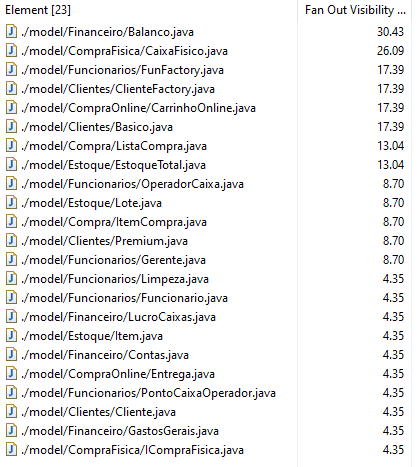 Element [23] Fan Out Visibility ...
./model/Financeiro/Balanco.java 30.43
./model/CompraFisica/CaixaFisico.java 26.09
./model/Funcionarios/FunFactory.java 17.39
./model/Clientes/ClienteFactory.java 17.39
./model/CompraOnline/CarrinhoOnline.java 17.39
./model/Clientes/Basico.java 17.39
./model/Compra/ListaCompra.java 13.04
./model/Estoque/EstoqueTotal.java 13.04
./model/Funcionarios/OperadorCaixa.java 8.70
./model/Estoque/Lote.java 8.70
./model/Compra/ItemCompra.java 8.70
./model/Clientes/Premium.java 8.70
./model/Funcionarios/Gerente.java 8.70
./model/Funcionarios/Limpeza.java 4.35
./model/Funcionarios/Funcionario.java 4.35
./model/Financeiro/LucroCaixas.java 4.35
./model/Estoque/Item.java 4.35
./model/Financeiro/Contas.java 4.35
./model/CompraOnline/Entrega.java 4.35
./model/Funcionarios/PontoCaixaOperador.java 4.35
./model/Clientes/Cliente.java 4.35
./model/Financeiro/GastosGerais.java 4.35
./model/CompraFisica/ICompraFisica.java 4.35